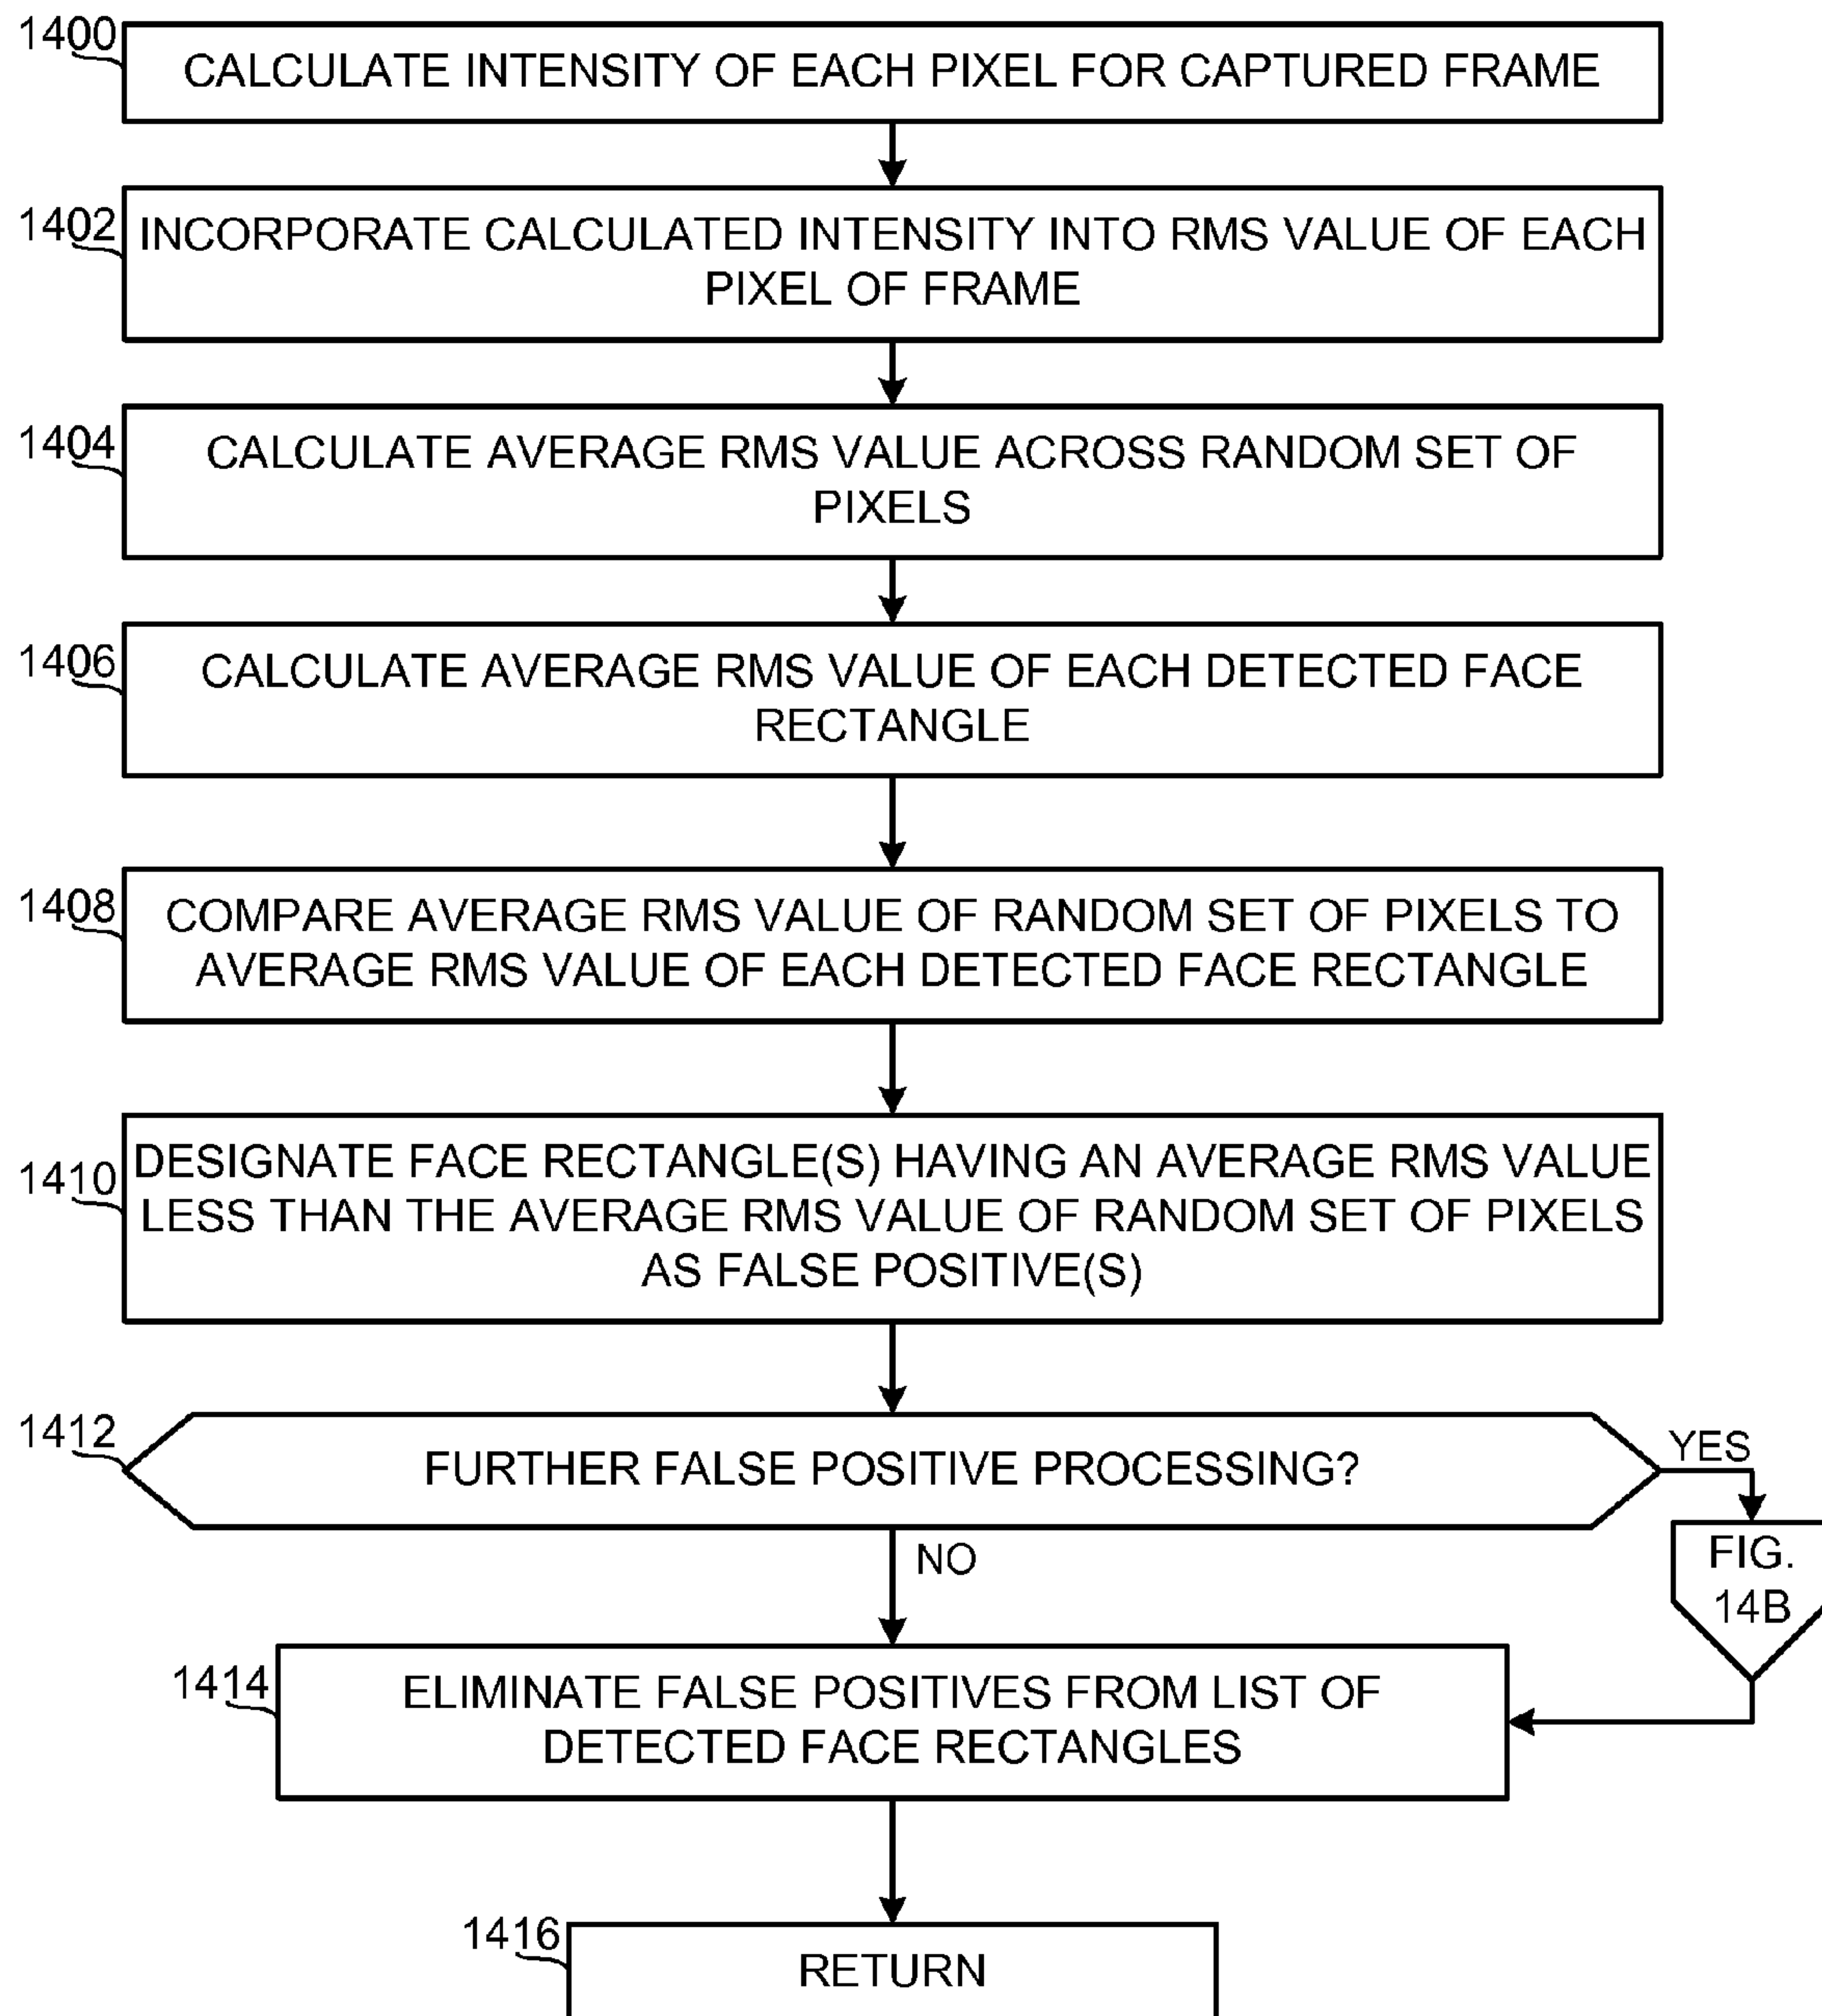 1400
CALCULATE INTENSITY OF EACH PIXEL FOR CAPTURED FRAME
1402
INCORPORATE CALCULATED INTENSITY INTO RMS VALUE OF EACH
PIXEL OF FRAME
1404
CALCULATE AVERAGE RMS VALUE ACROSS RANDOM SET OF
PIXELS
1406
CALCULATE AVERAGE RMS VALUE OF EACH DETECTED FACE
RECTANGLE
1408
COMPARE AVERAGE RMS VALUE OF RANDOM SET OF PIXELS TO
AVERAGE RMS VALUE OF EACH DETECTED FACE RECTANGLE
1410
DESIGNATE FACE RECTANGLE(S) HAVING AN AVERAGE RMS VALUE
LESS THAN THE AVERAGE RMS VALUE OF RANDOM SET OF PIXELS
AS FALSE POSITIVE(S)
1412
FURTHER FALSE POSITIVE PROCESSING?
YES
NO
FIG.
14B
1414
ELIMINATE FALSE POSITIVES FROM LIST OF
DETECTED FACE RECTANGLES
1416
RETURN